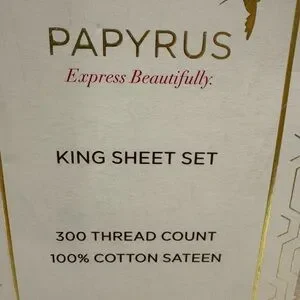 PAPYRUS
Express Beautifully.
KING SHEET SET
300 THREAD COUNT
100% COTTON SATEEN